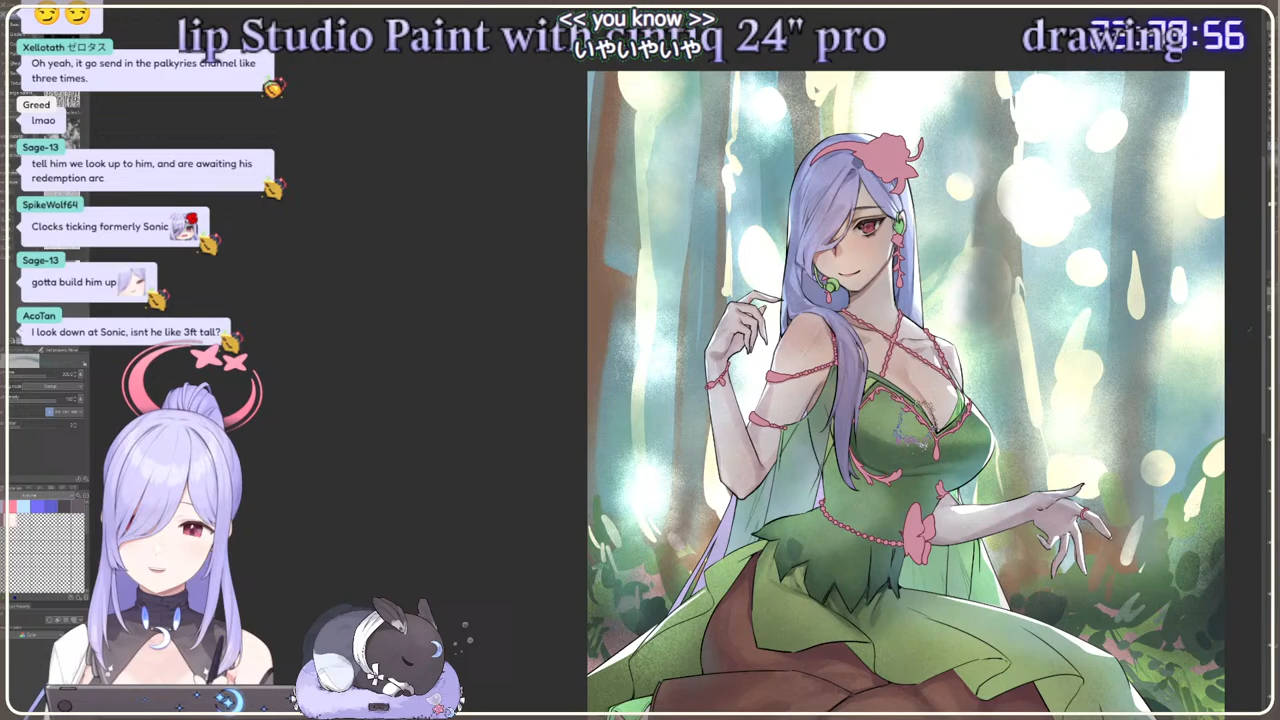 << you know >>
いやいやいや
lip Studio Paint with cintiq 24" pro
drawing
:56
Xellotath ゼロタス
Oh yeah, it go send in the palkyries channel like
three times.
Greed
lmao
Sage-13
tell him we look up to him, and are awaiting his
redemption arc
SpikeWolf64
Clocks ticking formerly Sonic
Sage-13
gotta build him up
AcoTan
I look down at Sonic, isnt he like 3ft tall?